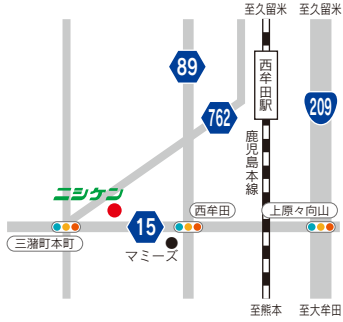 至久留米
至久留米
89
西牟田駅
209
762
鹿児島本線
ニシケン
西牟田
上原々向山
15
三潴町本町
マミーズ
至熊本
至大牟田